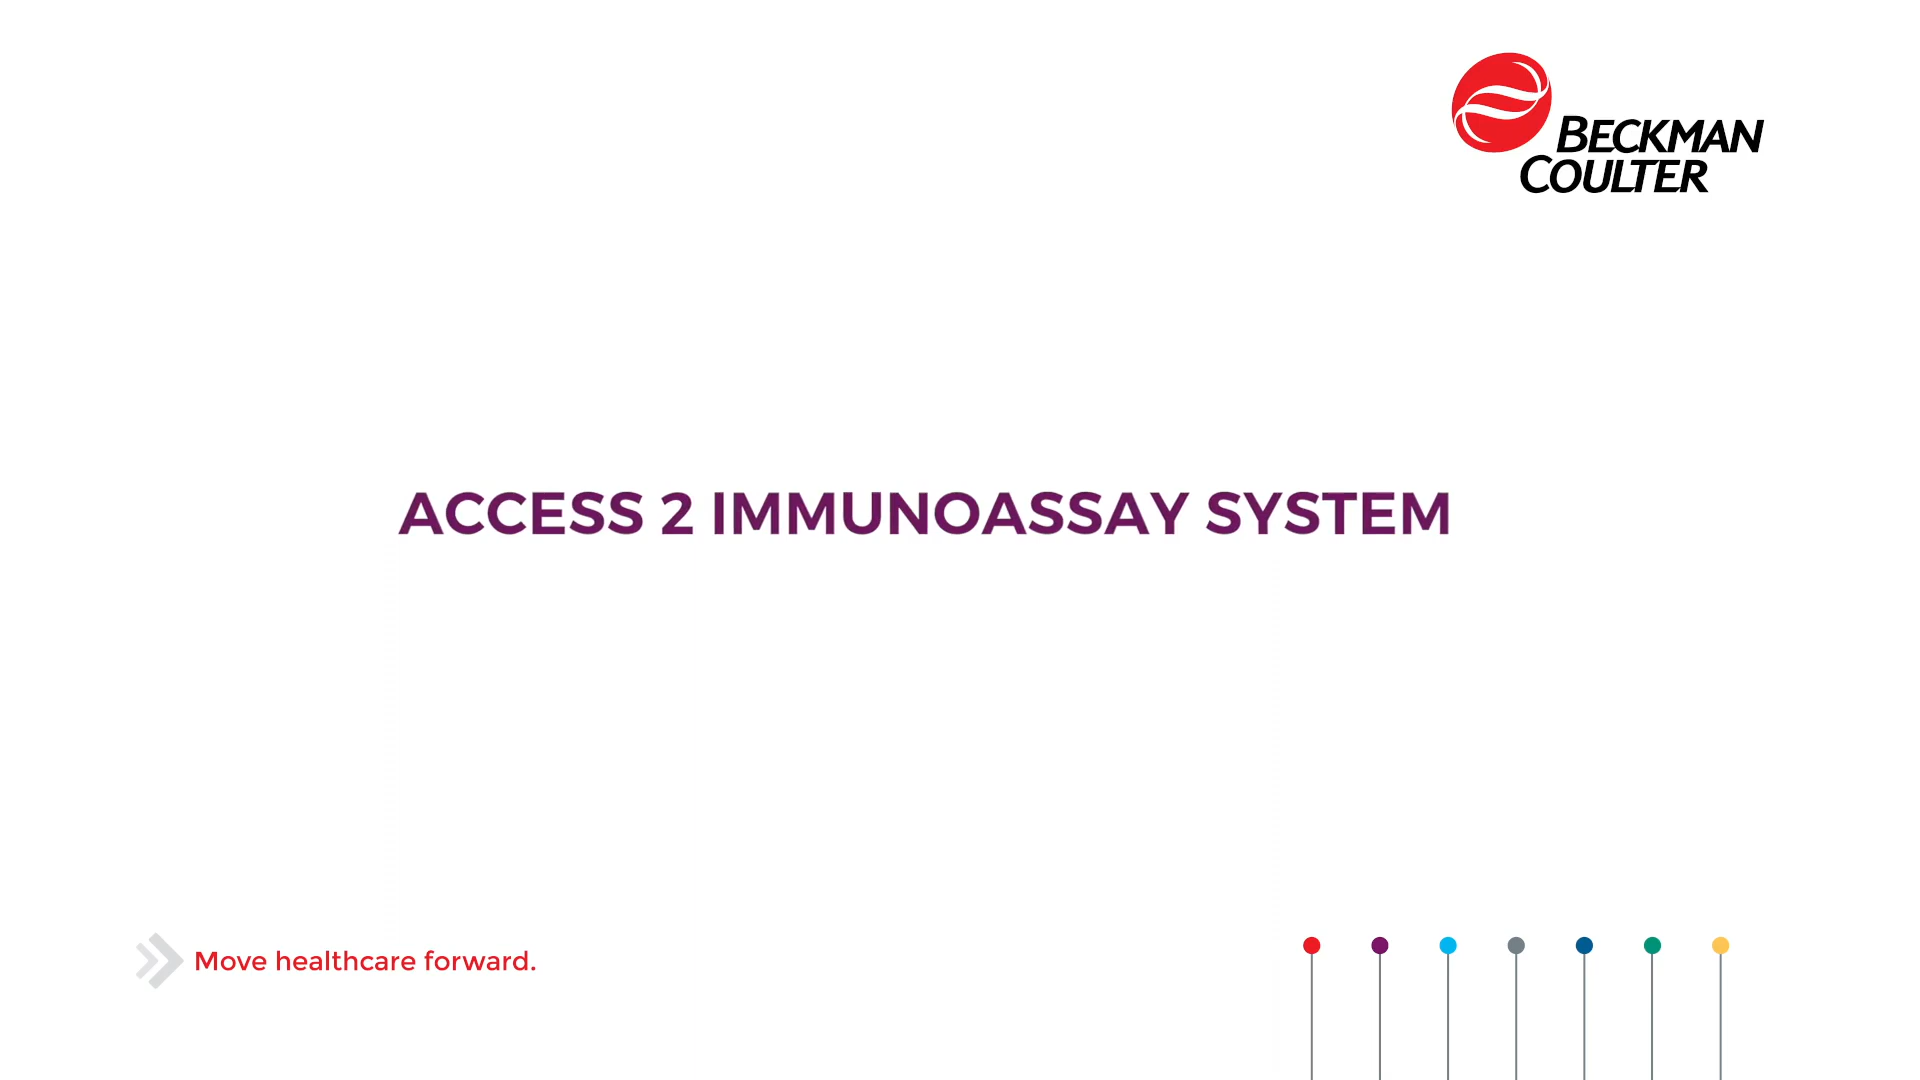 BECKMAN
COULTER
ACCESS 2 IMMUNOASSAY SYSTEM
Move healthcare forward.